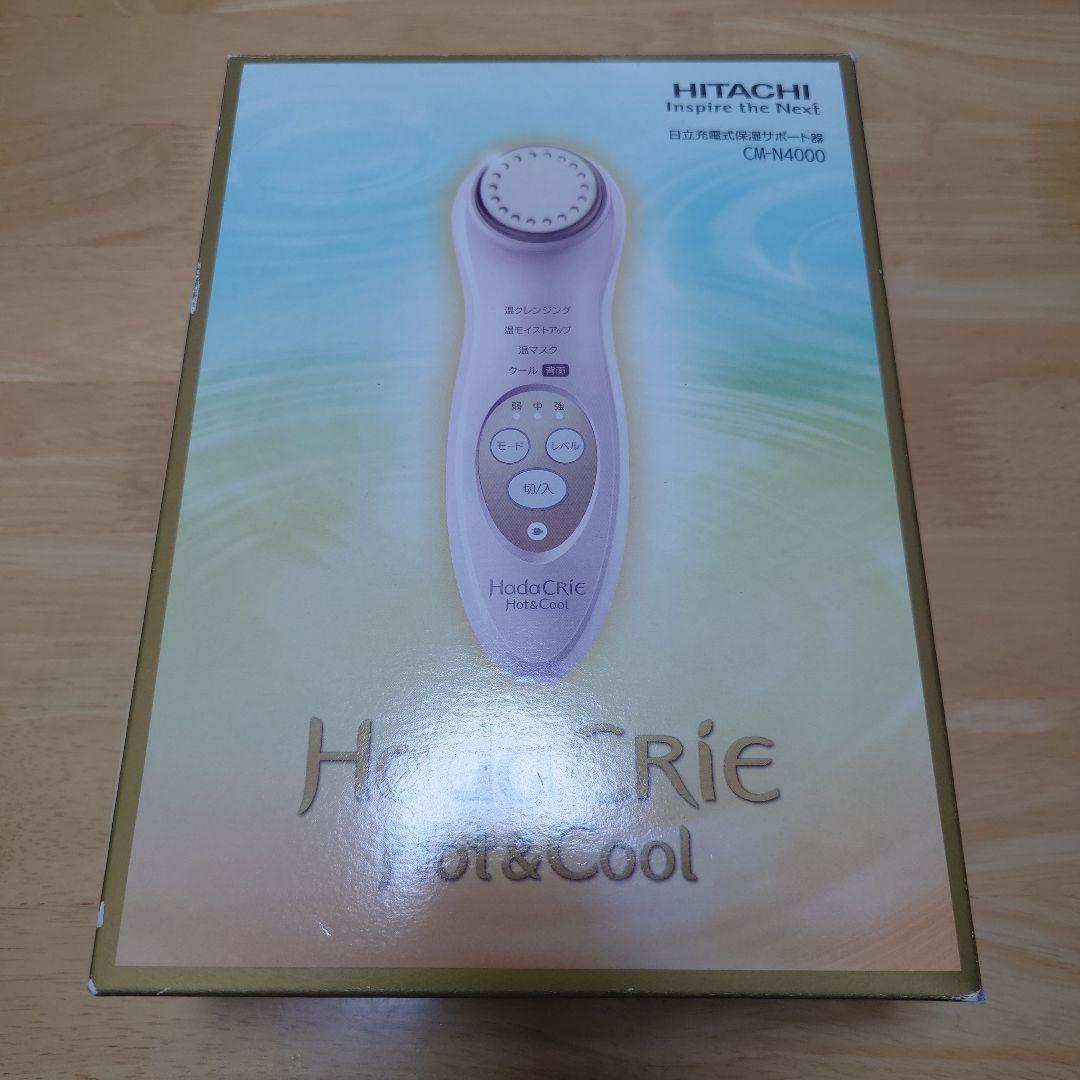 HITACHI
Inspire the Next
日立充電式保湿サポート器
CM-N4000
温クレンジング
温モイストアップ
温マスク
クール 背面
弱 中 強
モード レベル
切/入
HadaCRiE
Hot&Cool
HadaCRiE
Hot&Cool